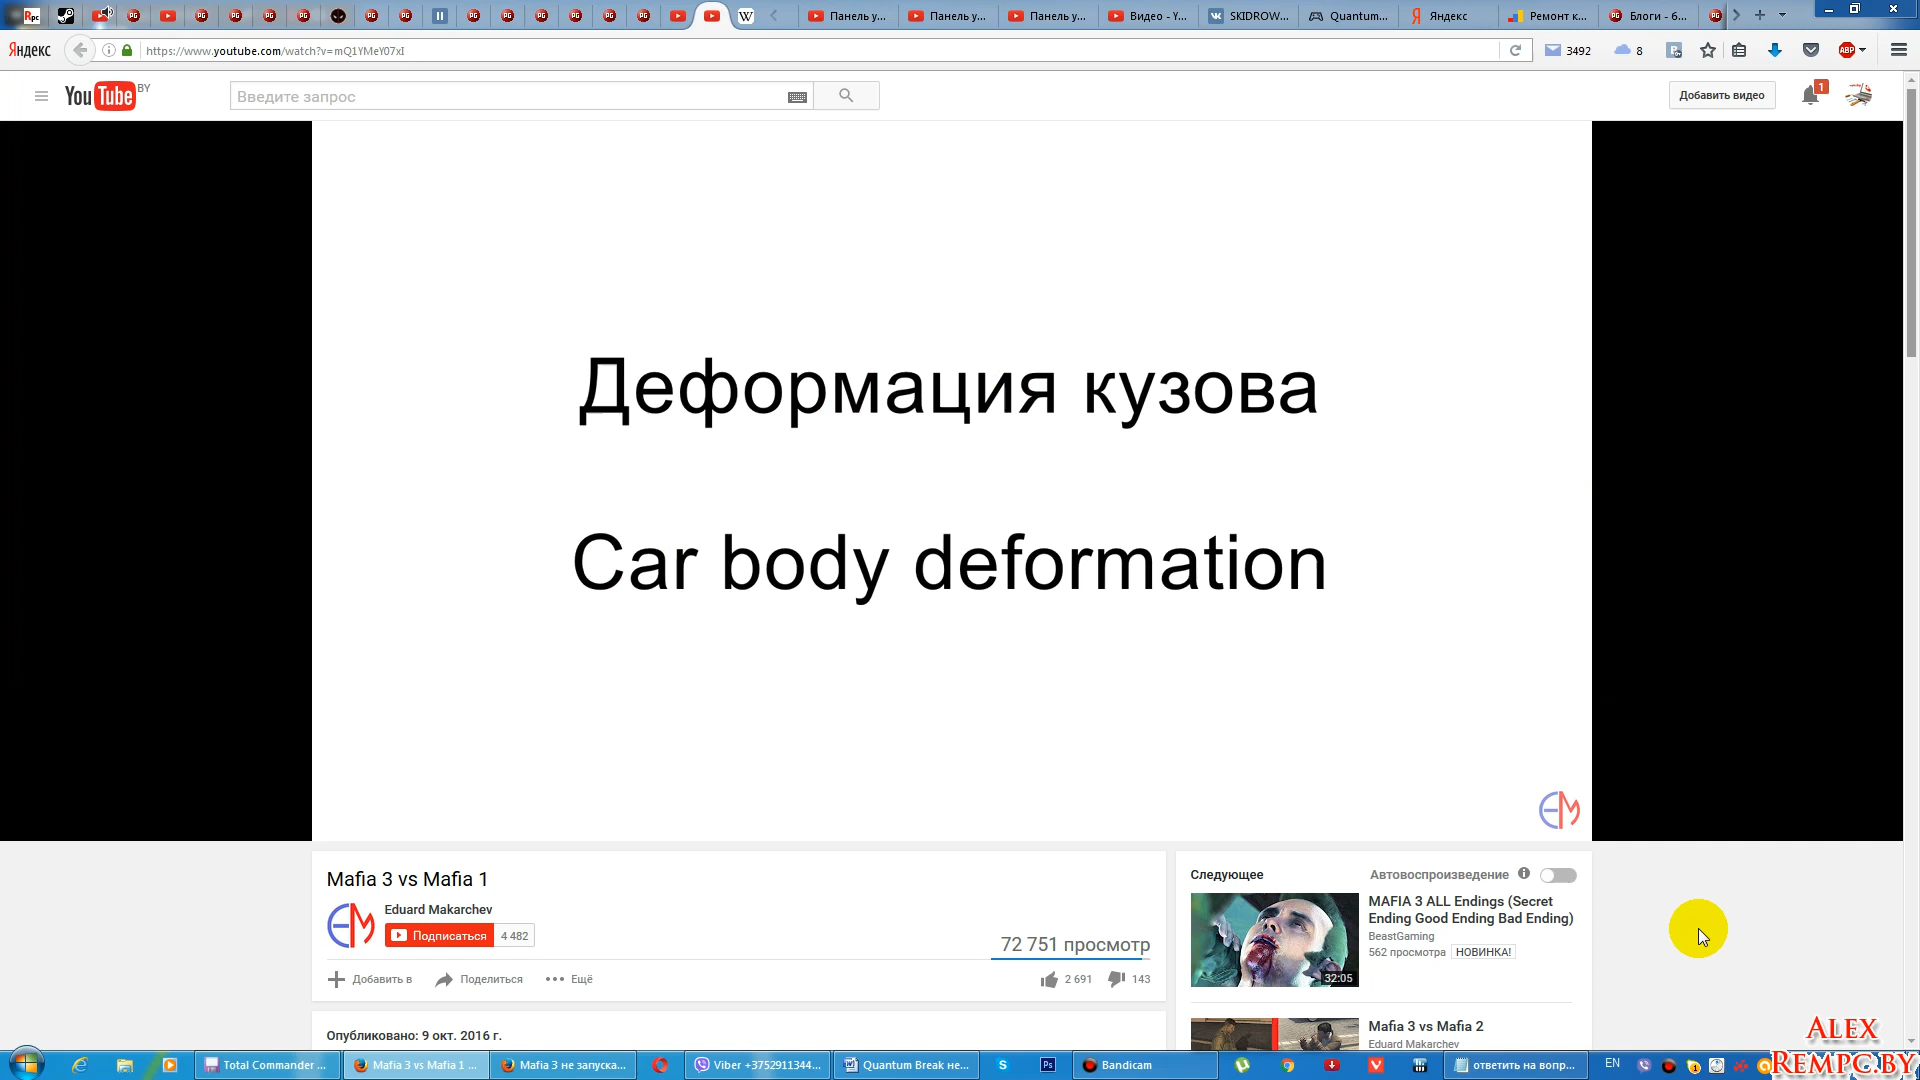 Панель у...
Панель у...
Панель у...
Видео - Y...
SKIDROW...
Quantum...
Яндекс
Ремонт к...
Блоги - б...
Яндекс
https://www.youtube.com/watch?v=mQ1YMeY07xI
3492
8
ABP
YouTube BY
Введите запрос
Добавить видео
1
Деформация кузова
Car body deformation
EM
Mafia 3 vs Mafia 1
Eduard Makarchev
Подписаться 4 482
72 751 просмотр
Добавить в
Поделиться
Ещё
2 691
143
Опубликовано: 9 окт. 2016 г.
Следующее
Автовоспроизведение
MAFIA 3 ALL Endings (Secret
Ending Good Ending Bad Ending)
BeastGaming
562 просмотра НОВИНКА!
32:05
Mafia 3 vs Mafia 2
Eduard Makarchev
ALEX
REMPC.BY
Total Commander ...
Mafia 3 vs Mafia 1 ...
Mafia 3 не запуска...
Viber +3752911344...
Quantum Break не...
Bandicam
ответить на вопр...
EN